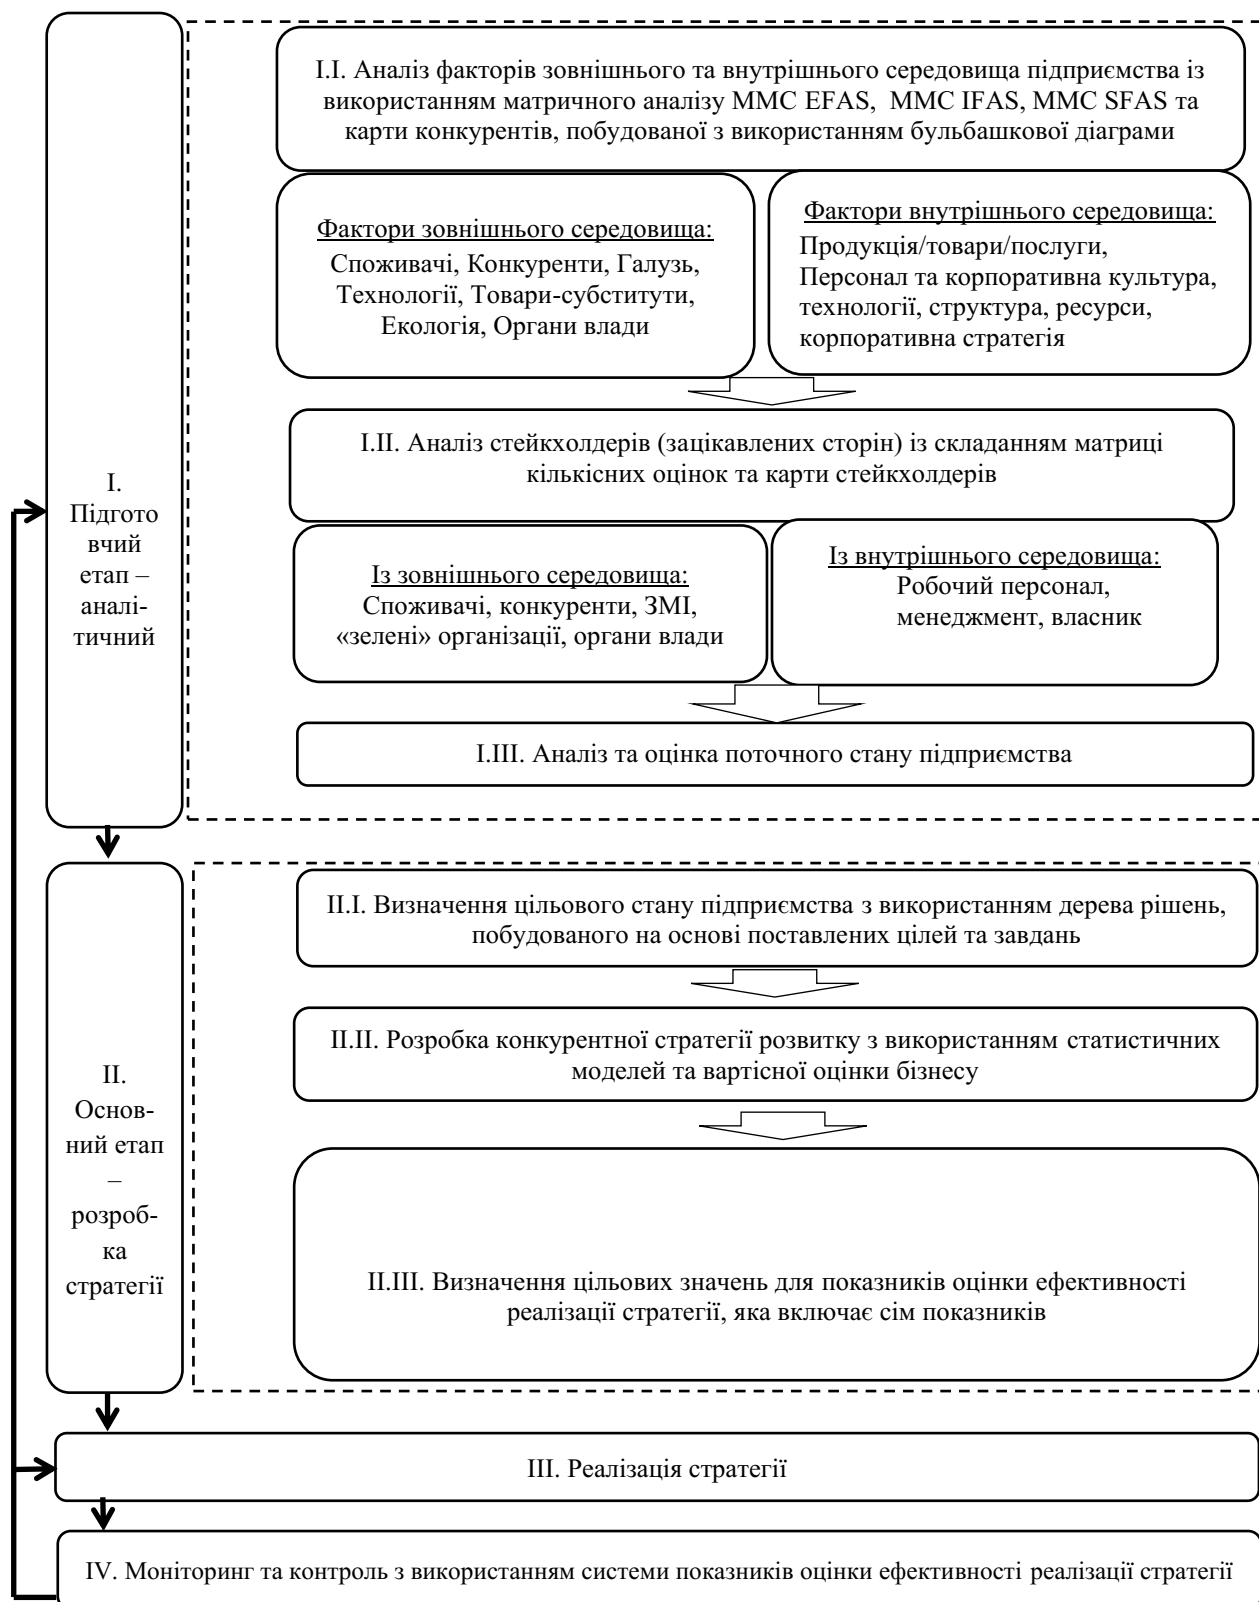 І.І. Аналіз факторів зовнішнього та внутрішнього середовища підприємства із
використанням матричного аналізу ММС EFAS, ММС IFAS, ММС SFAS та
карти конкурентів, побудованої з використанням бульбашкової діаграми
Фактори зовнішнього середовища:
Споживачі, Конкуренти, Галузь,
Технології, Товари-субститути,
Екологія, Органи влади
Фактори внутрішнього середовища:
Продукція/товари/послуги,
Персонал та корпоративна культура,
технології, структура, ресурси,
корпоративна стратегія
І.ІІ. Аналіз стейкхолдерів (зацікавлених сторін) із складанням матриці
кількісних оцінок та карти стейкхолдерів
І.
Підгото
вчий
етап –
аналі-
тичний
Із зовнішнього середовища:
Споживачі, конкуренти, ЗМІ,
«зелені» організації, органи влади
Із внутрішнього середовища:
Робочий персонал,
менеджмент, власник
І.ІІІ. Аналіз та оцінка поточного стану підприємства
ІІ.І. Визначення цільового стану підприємства з використанням дерева рішень,
побудованого на основі поставлених цілей та завдань
ІІ.ІІ. Розробка конкурентної стратегії розвитку з використанням статистичних
моделей та вартісної оцінки бізнесу
ІІ.
Основ-
ний етап
–
розроб-
ка
стратегії
ІІ.ІІІ. Визначення цільових значень для показників оцінки ефективності
реалізації стратегії, яка включає сім показників
ІІІ. Реалізація стратегії
IV. Моніторинг та контроль з використанням системи показників оцінки ефективності реалізації стратегії